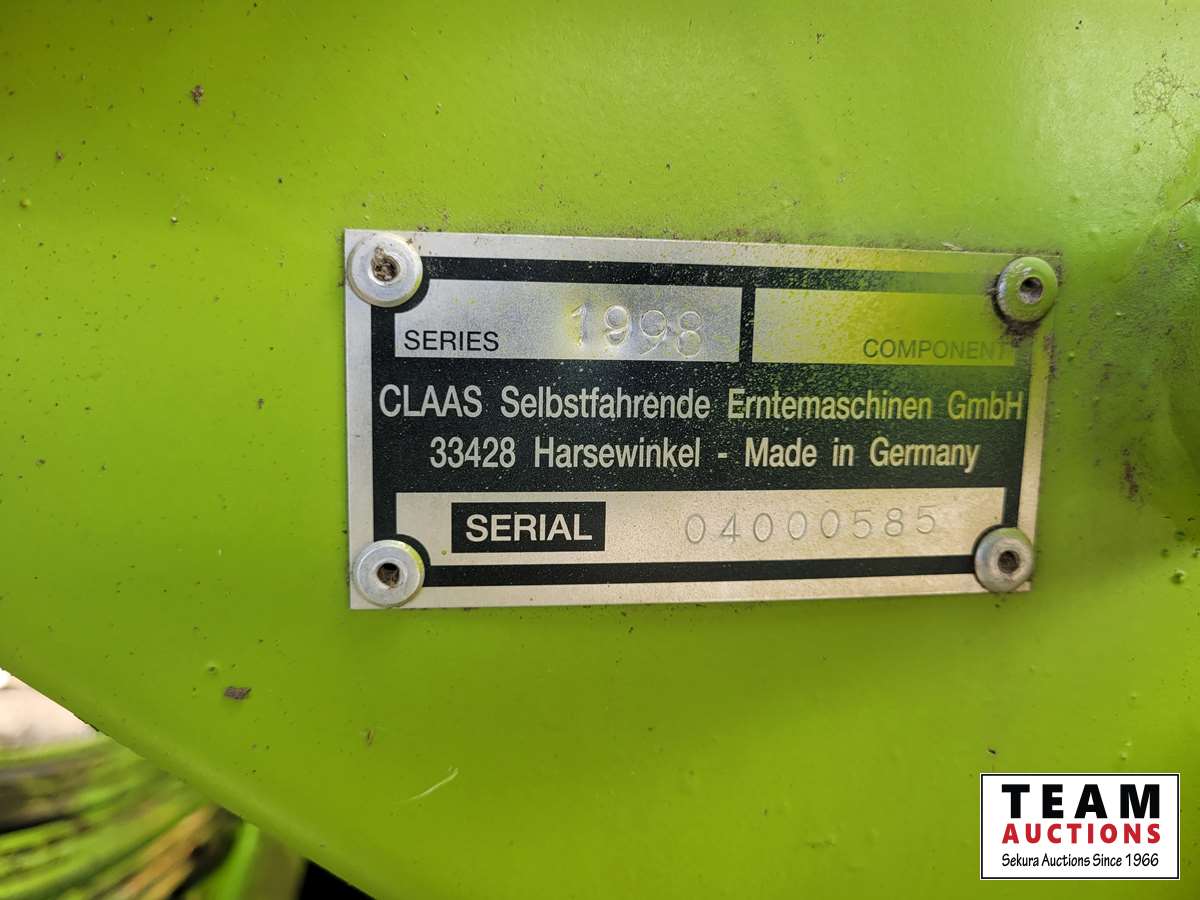 SERIES 1998
COMPONENT
CLAAS Selbstfahrende Erntemaschinen GmbH
33428 Harsewinkel - Made in Germany
SERIAL 04000585
TEAM
AUCTIONS
Sekura Auctions Since 1966